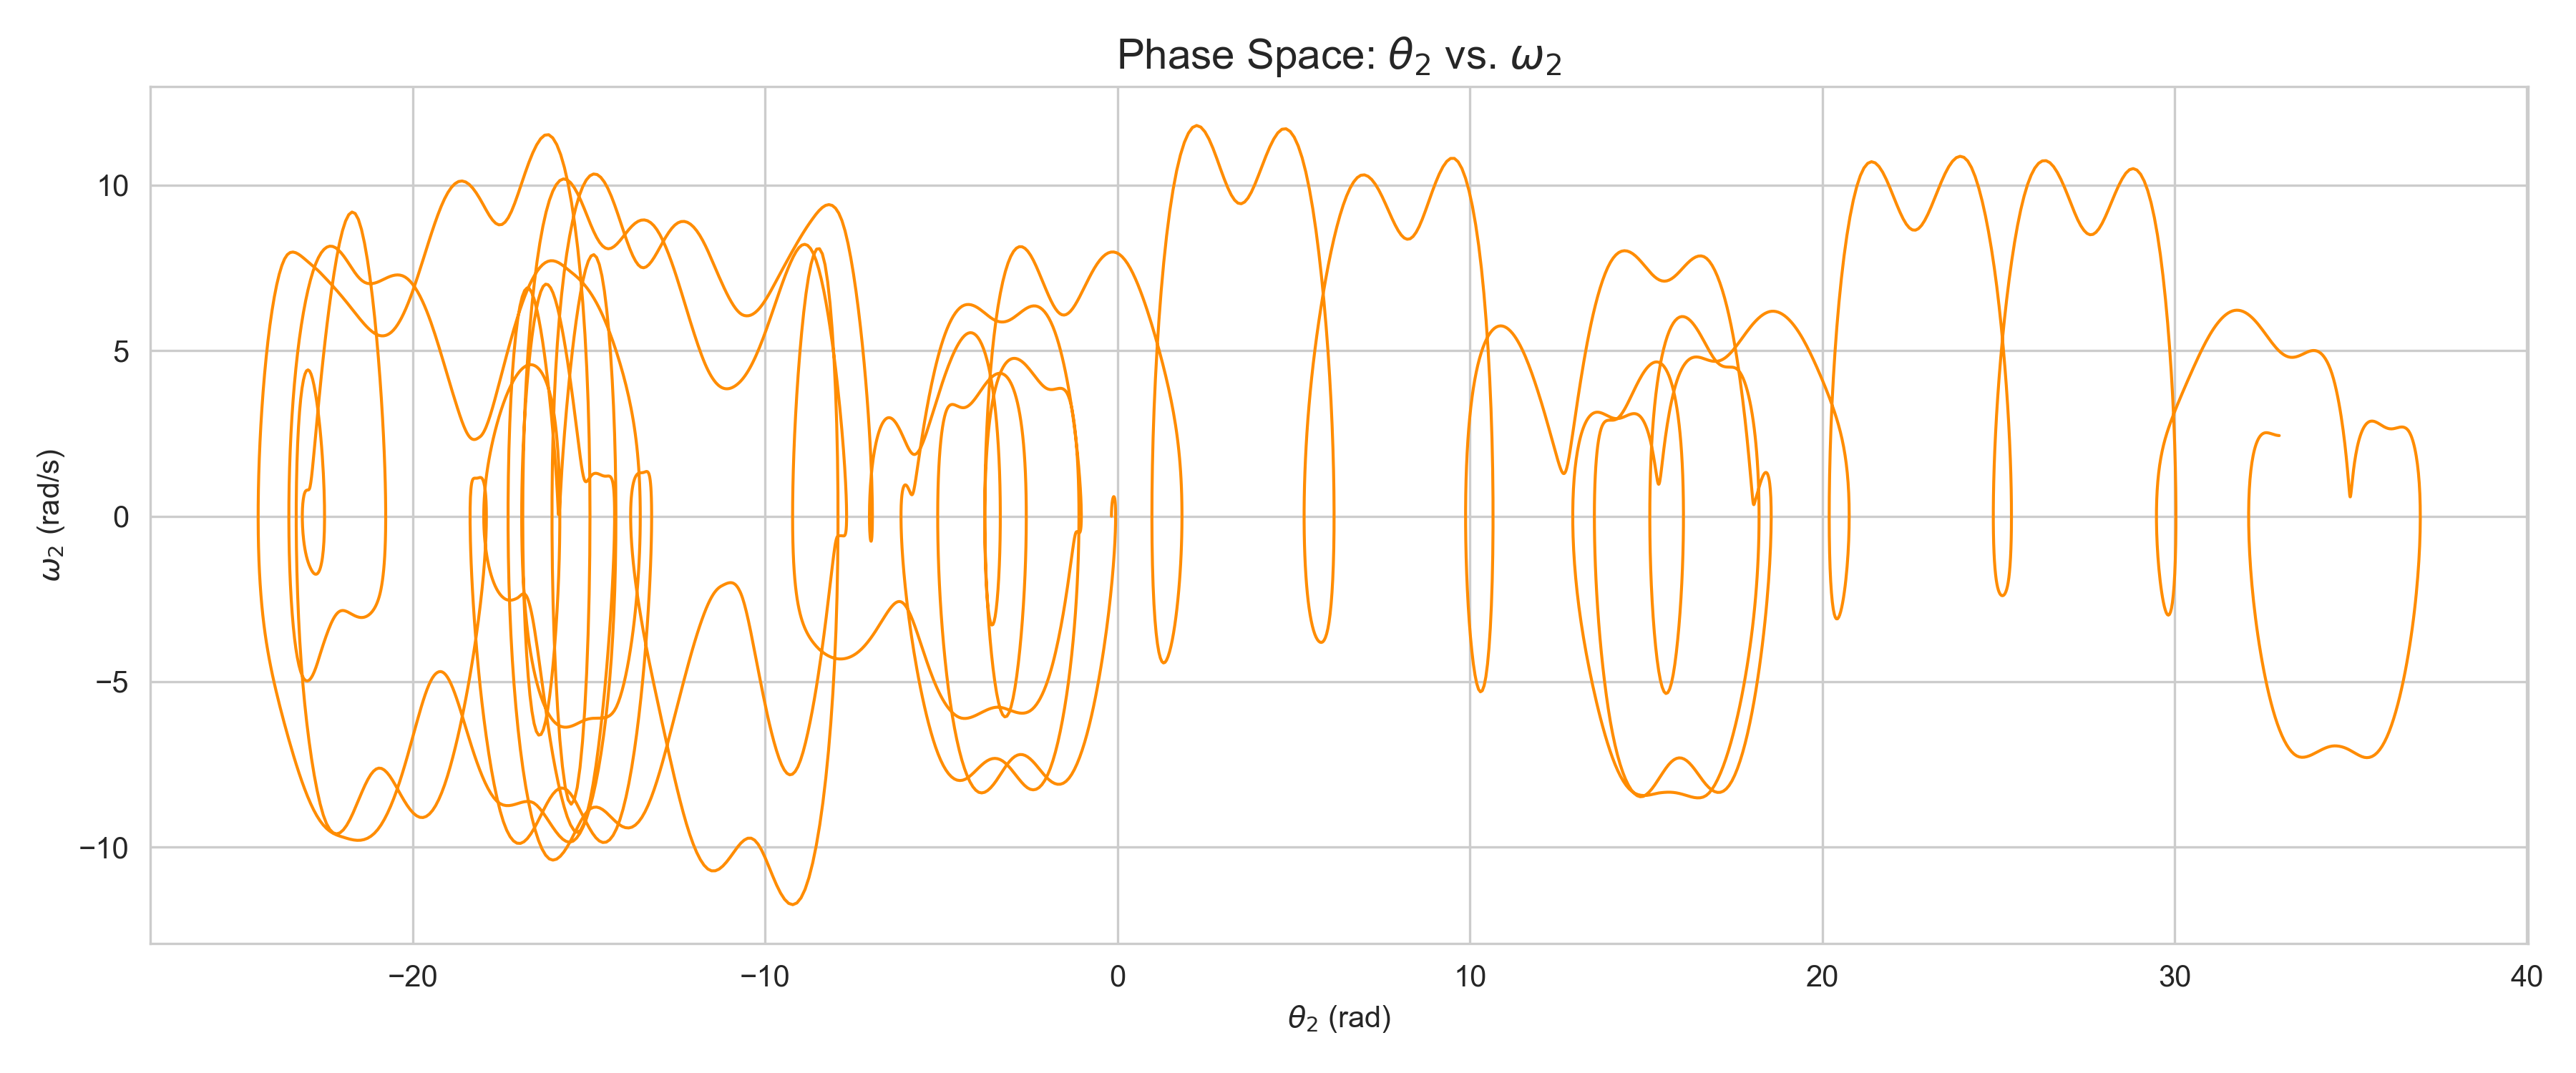 Phase Space: θ₂ vs. ω₂
10
5
0
−5
−10
ω₂ (rad/s)
−20 −10 0 10 20 30 40
θ₂ (rad)